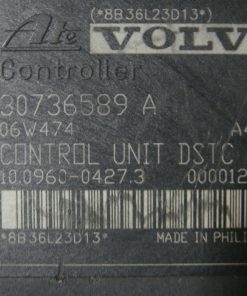 (*8B36L23D13*)
Ate VOLV
Controller
30736589 A
06W474 A4
CONTROL UNIT DSTC
10.0960-0427.3 000012
*8B36L23D13* MADE IN PHILI